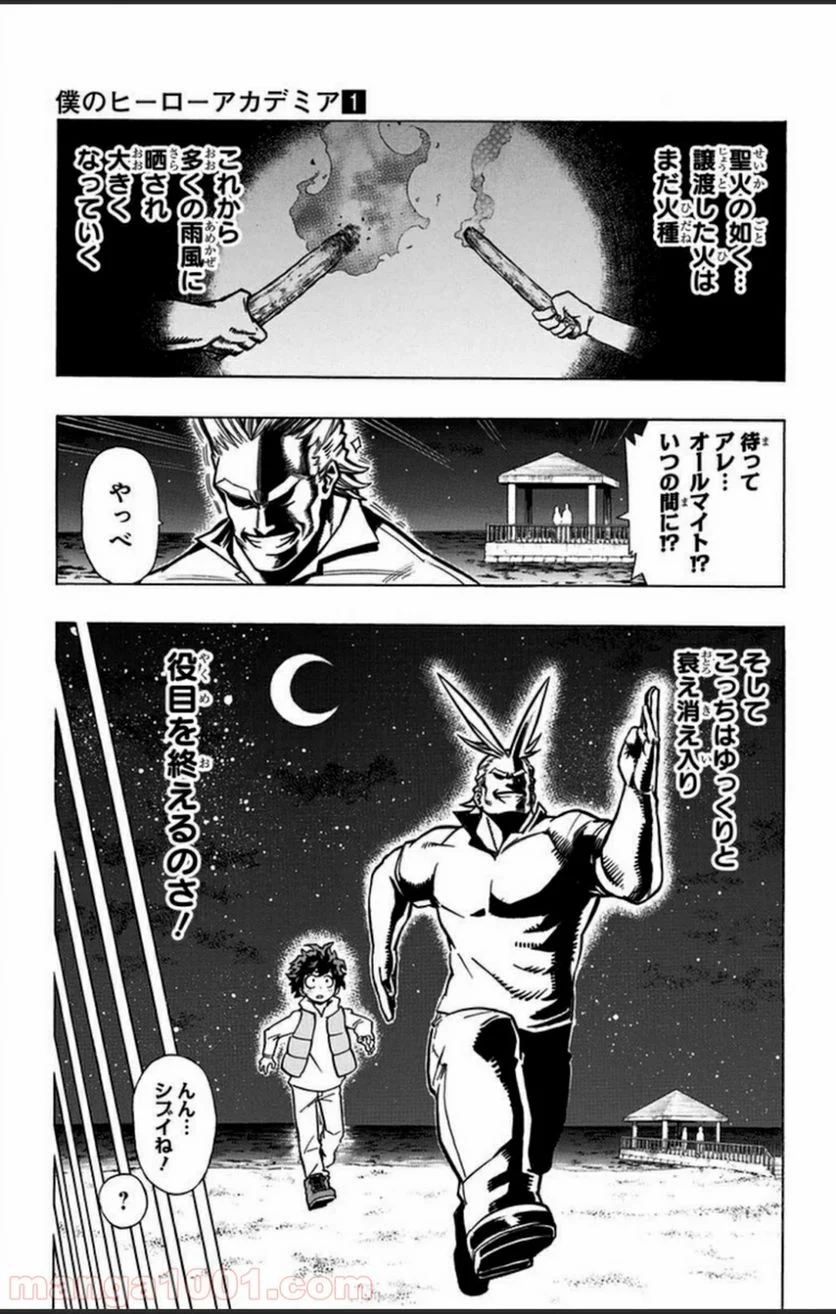 僕のヒーローアカデミア1
聖火の如く…
譲渡した火は
まだ火種
これから
多くの雨風に
晒され
大きく
なっていく
待って
アレ…
オールマイト!?
いつの間に!?
やっべ
そして
こっちはゆっくりと
衰え消え入り
役目を終えるのさ!
んん…
シブイね!
?
manga1001.com